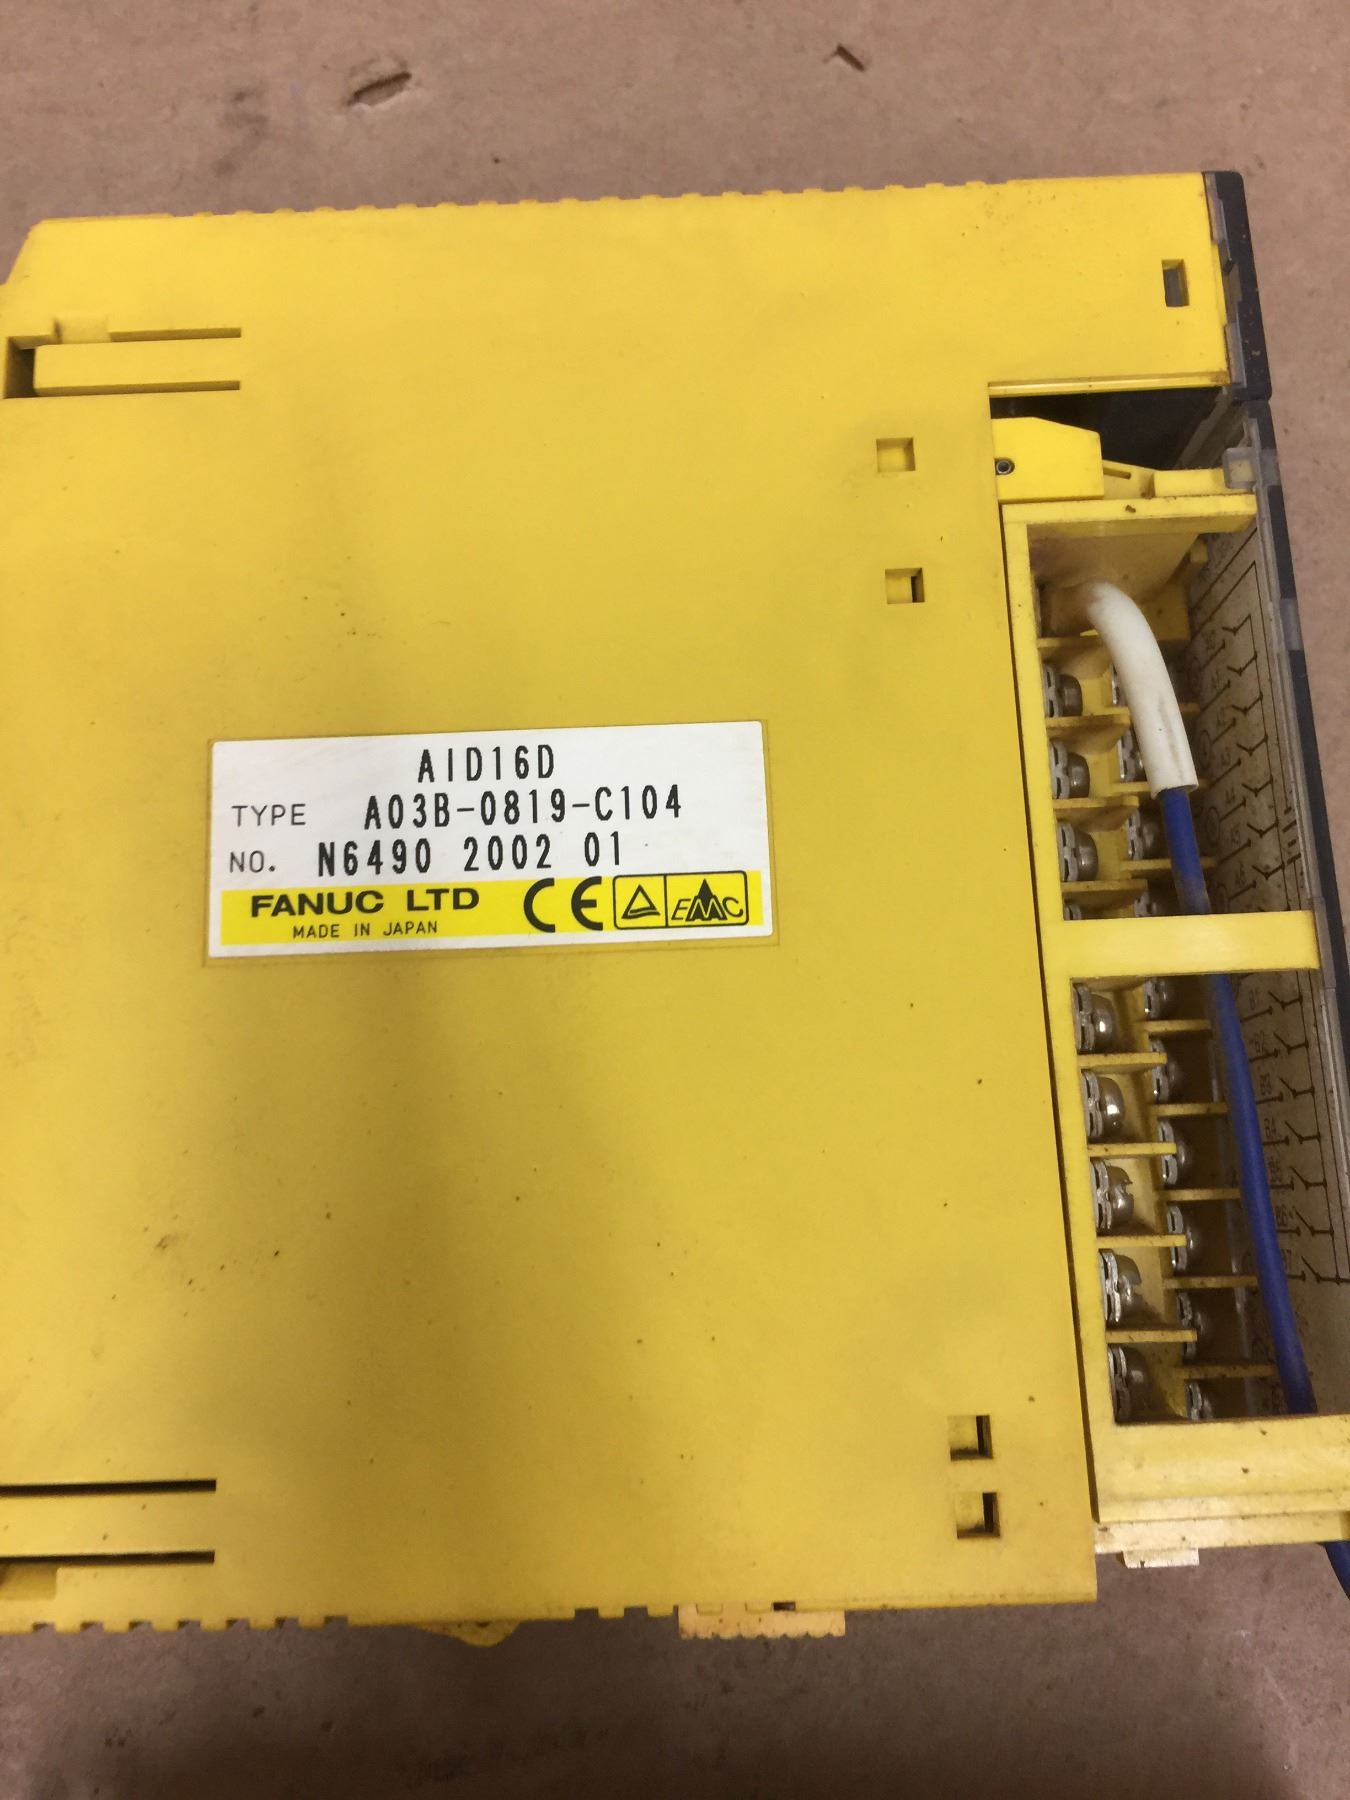 AID16D
TYPE A03B-0819-C104
NO. N6490 2002 01
FANUC LTD CE EMC
MADE IN JAPAN